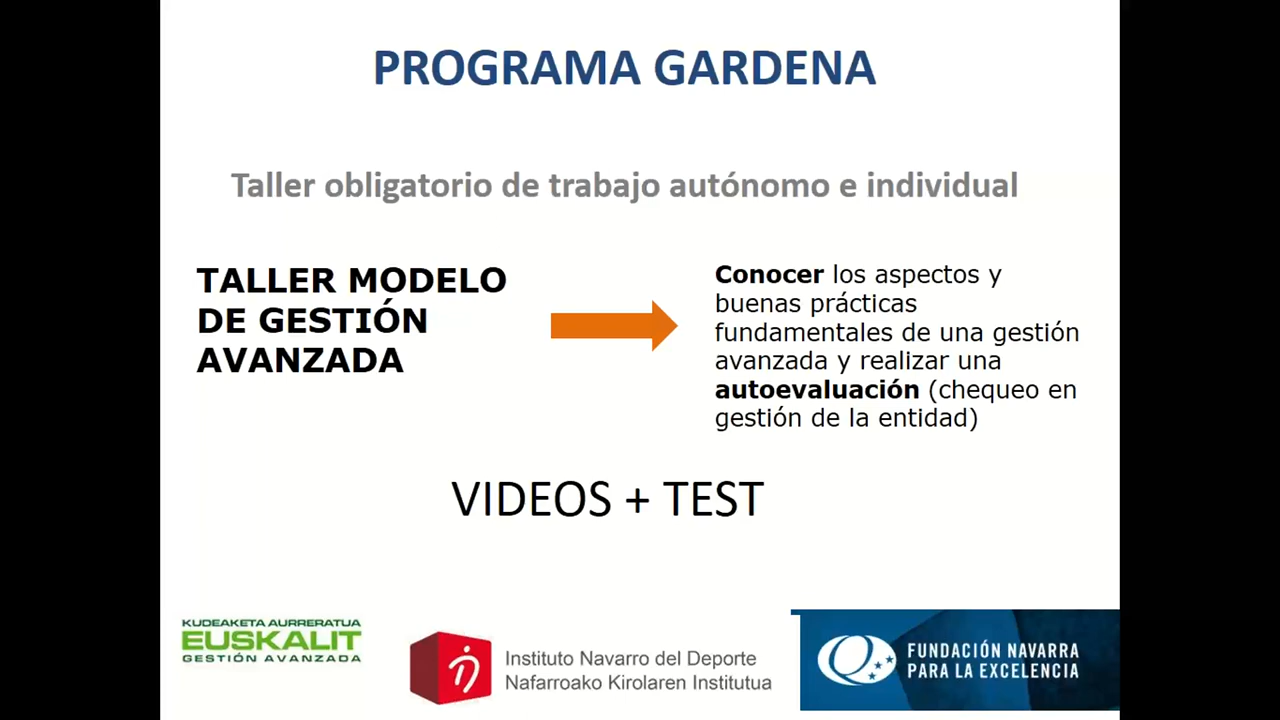 PROGRAMA GARDENA
Taller obligatorio de trabajo autónomo e individual
TALLER MODELO
DE GESTIÓN
AVANZADA
Conocer los aspectos y
buenas prácticas
fundamentales de una gestión
avanzada y realizar una
autoevaluación (chequeo en
gestión de la entidad)
VIDEOS + TEST
KUDEAKETA AURRERATUA
EUSKALIT
GESTIÓN AVANZADA
Instituto Navarro del Deporte
Nafarroako Kirolaren Institutua
FUNDACIÓN NAVARRA
PARA LA EXCELENCIA